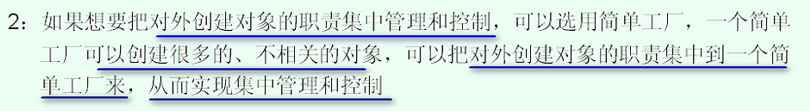 2：如果想要把对外创建对象的职责集中管理和控制，可以选用简单工厂，一个简单
工厂可以创建很多的、不相关的对象，可以把对外创建对象的职责集中到一个简
单工厂来，从而实现集中管理和控制